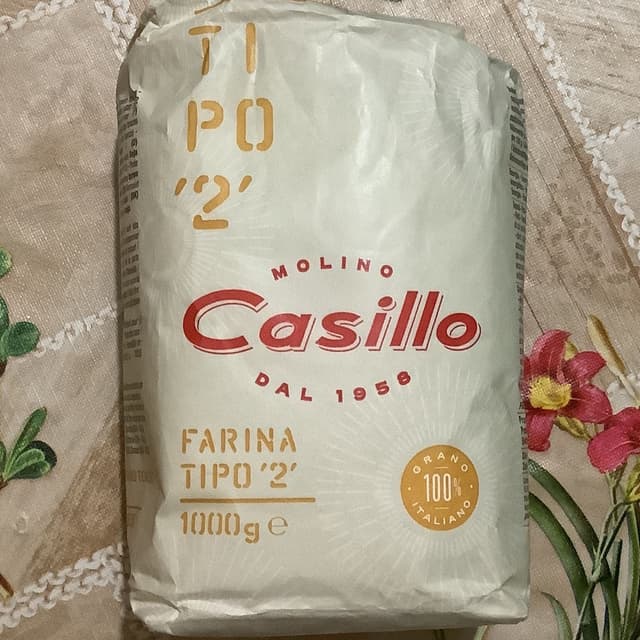 TI
PO
'2'
MOLINO
Casillo
DAL 1958
FARINA
TIPO '2'
1000g e
GRANO
100%
ITALIANO